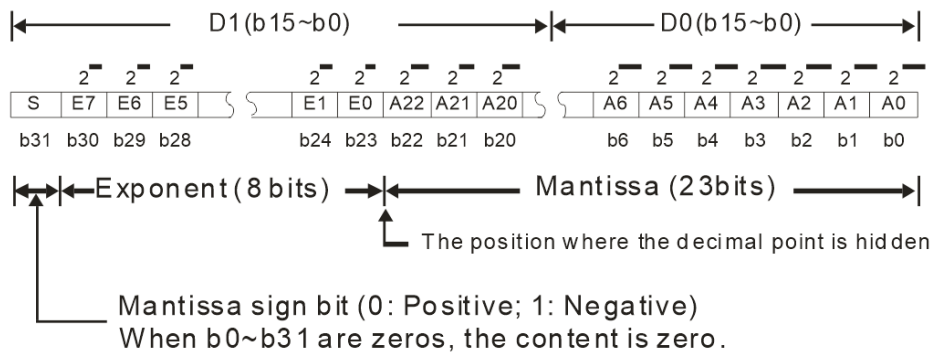 D1(b15~b0) D0(b15~b0)
2 2 2 2 2 2 2 2 2 2 2 2 2 2 2 2
S E7 E6 E5 E1 E0 A22 A21 A20 A6 A5 A4 A3 A2 A1 A0
b31 b30 b29 b28 b24 b23 b22 b21 b20 b6 b5 b4 b3 b2 b1 b0
Exponent (8 bits) Mantissa (23bits)
The position where the decimal point is hidden
Mantissa sign bit (0: Positive; 1: Negative)
When b0~b31 are zeros, the content is zero.